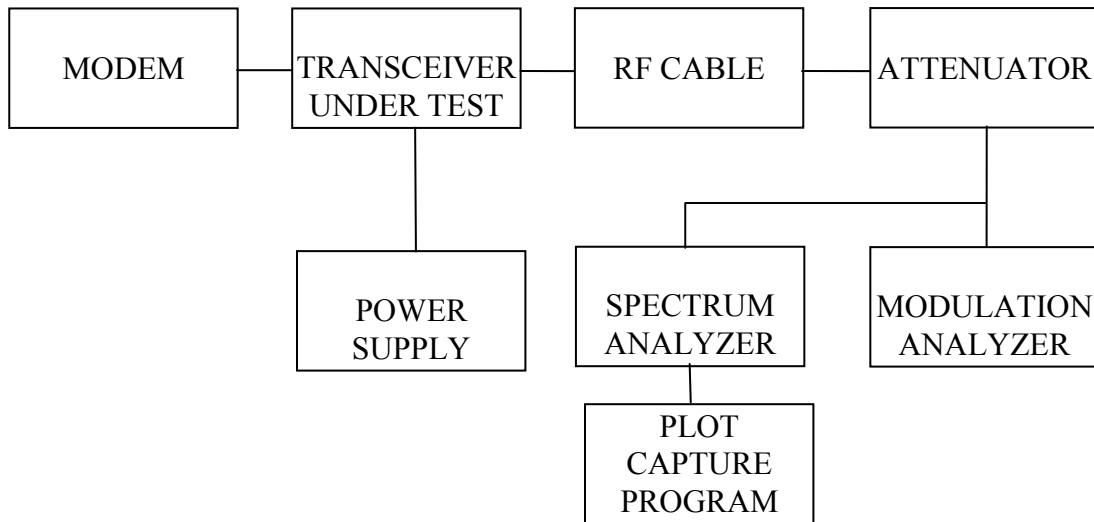 MODEM
TRANSCEIVER
UNDER TEST
RF CABLE
ATTENUATOR
POWER
SUPPLY
SPECTRUM
ANALYZER
MODULATION
ANALYZER
PLOT
CAPTURE
PROGRAM